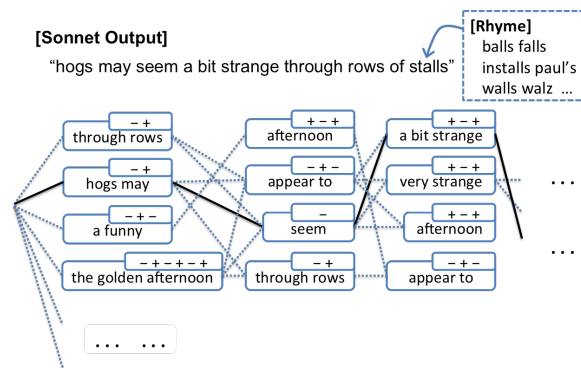 [Sonnet Output]
“hogs may seem a bit strange through rows of stalls”
[Rhyme]
balls falls
installs paul’s
walls walz ...
− +
through rows
+ − +
afternoon
+ − +
a bit strange
− +
hogs may
− + −
appear to
+ − +
very strange
...
− + −
a funny
−
seem
+ − +
afternoon
...
− + − + − +
the golden afternoon
− +
through rows
− + −
appear to
... ...